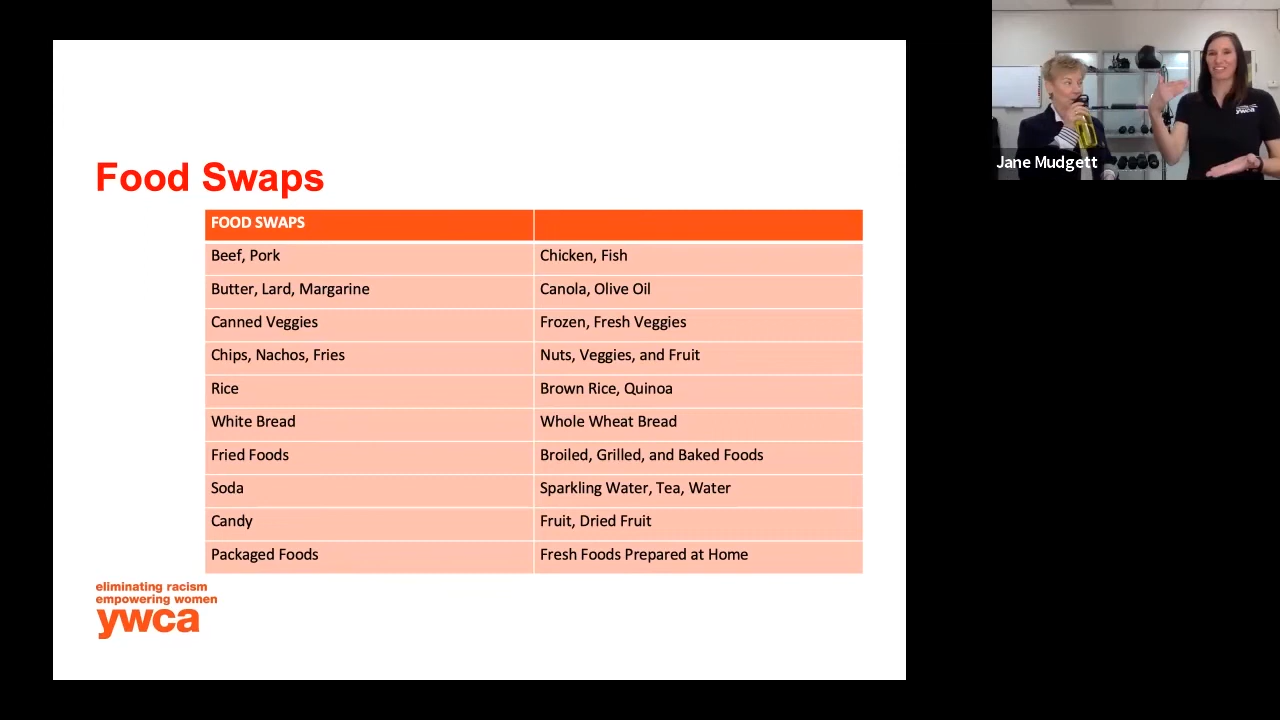 Food Swaps
FOOD SWAPS
Beef, Pork Chicken, Fish
Butter, Lard, Margarine Canola, Olive Oil
Canned Veggies Frozen, Fresh Veggies
Chips, Nachos, Fries Nuts, Veggies, and Fruit
Rice Brown Rice, Quinoa
White Bread Whole Wheat Bread
Fried Foods Broiled, Grilled, and Baked Foods
Soda Sparkling Water, Tea, Water
Candy Fruit, Dried Fruit
Packaged Foods Fresh Foods Prepared at Home
eliminating racism
empowering women
ywca
Jane Mudgett
ywca